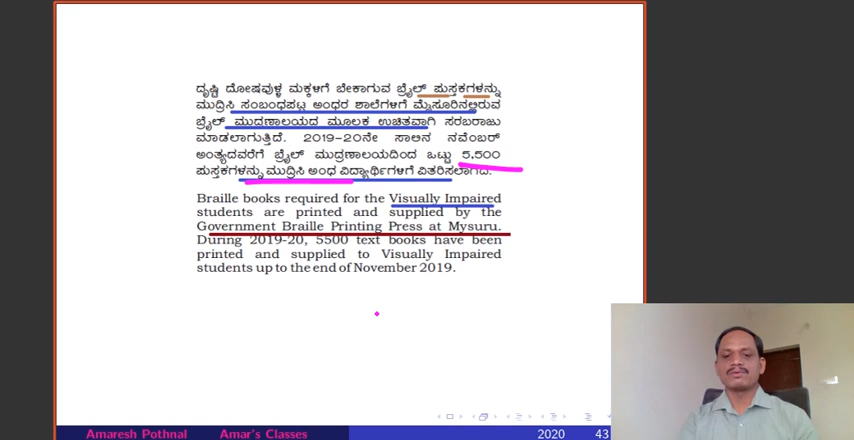 ದೃಷ್ಟಿ ದೋಷವುಳ್ಳ ಮಕ್ಕಳಿಗೆ ಬೇಕಾಗುವ ಬ್ರೈಲ್ ಪುಸ್ತಕಗಳನ್ನು
ಮುದ್ರಿಸಿ ಸಂಬಂಧಪಟ್ಟ ಅಂಧರ ಶಾಲೆಗಳಿಗೆ ಮೈಸೂರಿನಲ್ಲಿರುವ
ಬ್ರೈಲ್ ಮುದ್ರಣಾಲಯದ ಮೂಲಕ ಉಚಿತವಾಗಿ ಸರಬರಾಜು
ಮಾಡಲಾಗುತ್ತಿದೆ. 2019-20ನೇ ಸಾಲಿನ ನವೆಂಬರ್
ಅಂತ್ಯದವರೆಗೆ ಬ್ರೈಲ್ ಮುದ್ರಣಾಲಯದಿಂದ ಒಟ್ಟು 5,500
ಪುಸ್ತಕಗಳನ್ನು ಮುದ್ರಿಸಿ ಅಂಧ ವಿದ್ಯಾರ್ಥಿಗಳಿಗೆ ವಿತರಿಸಲಾಗಿದೆ.
Braille books required for the Visually Impaired
students are printed and supplied by the
Government Braille Printing Press at Mysuru.
During 2019-20, 5500 text books have been
printed and supplied to Visually Impaired
students up to the end of November 2019.
Amaresh Pothnal Amar's Classes 2020 43